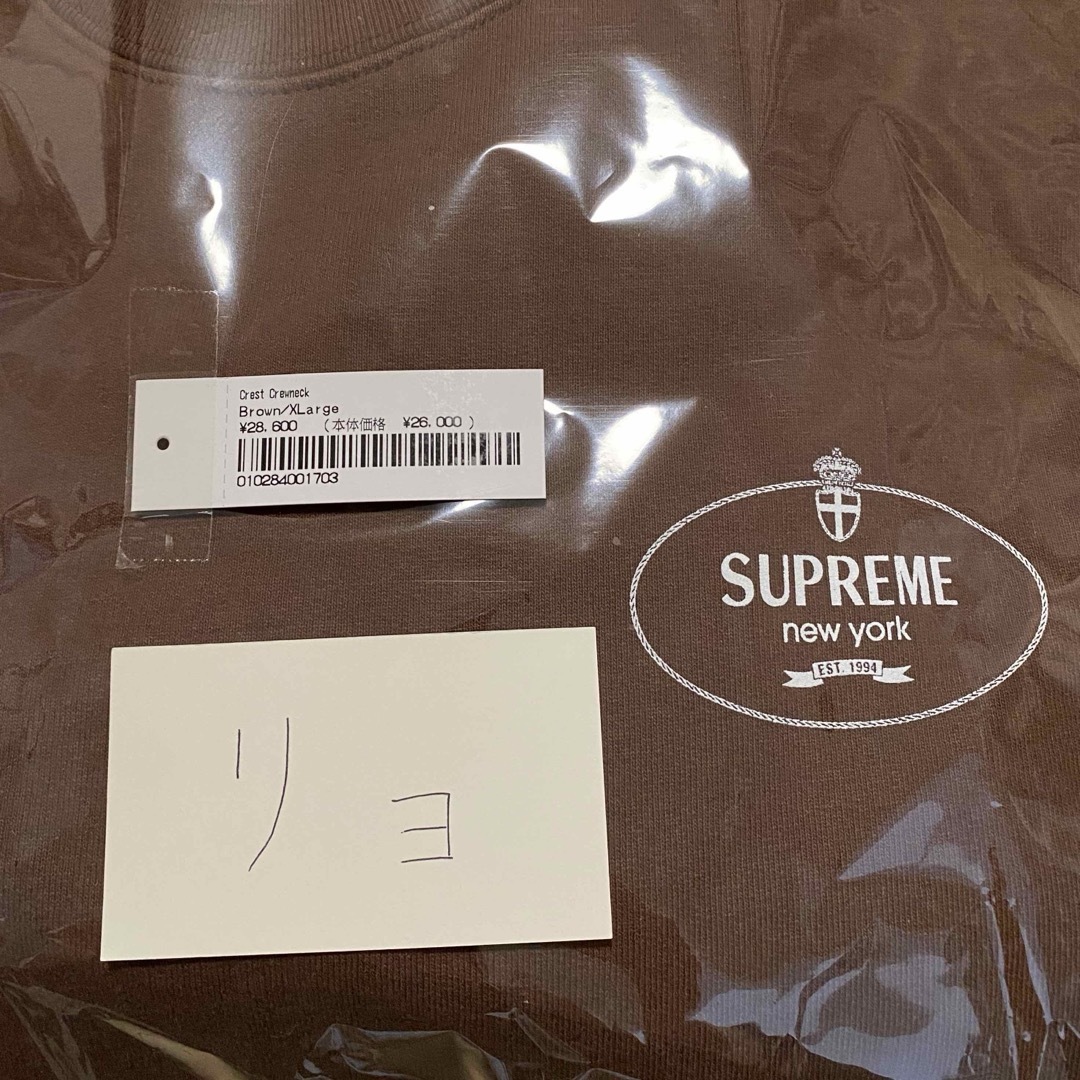 Crest Crewneck
Brown/XLarge
¥28,600 (本体価格 ¥26,000)
010284001703
SUPREME
new york
EST. 1994
リョ